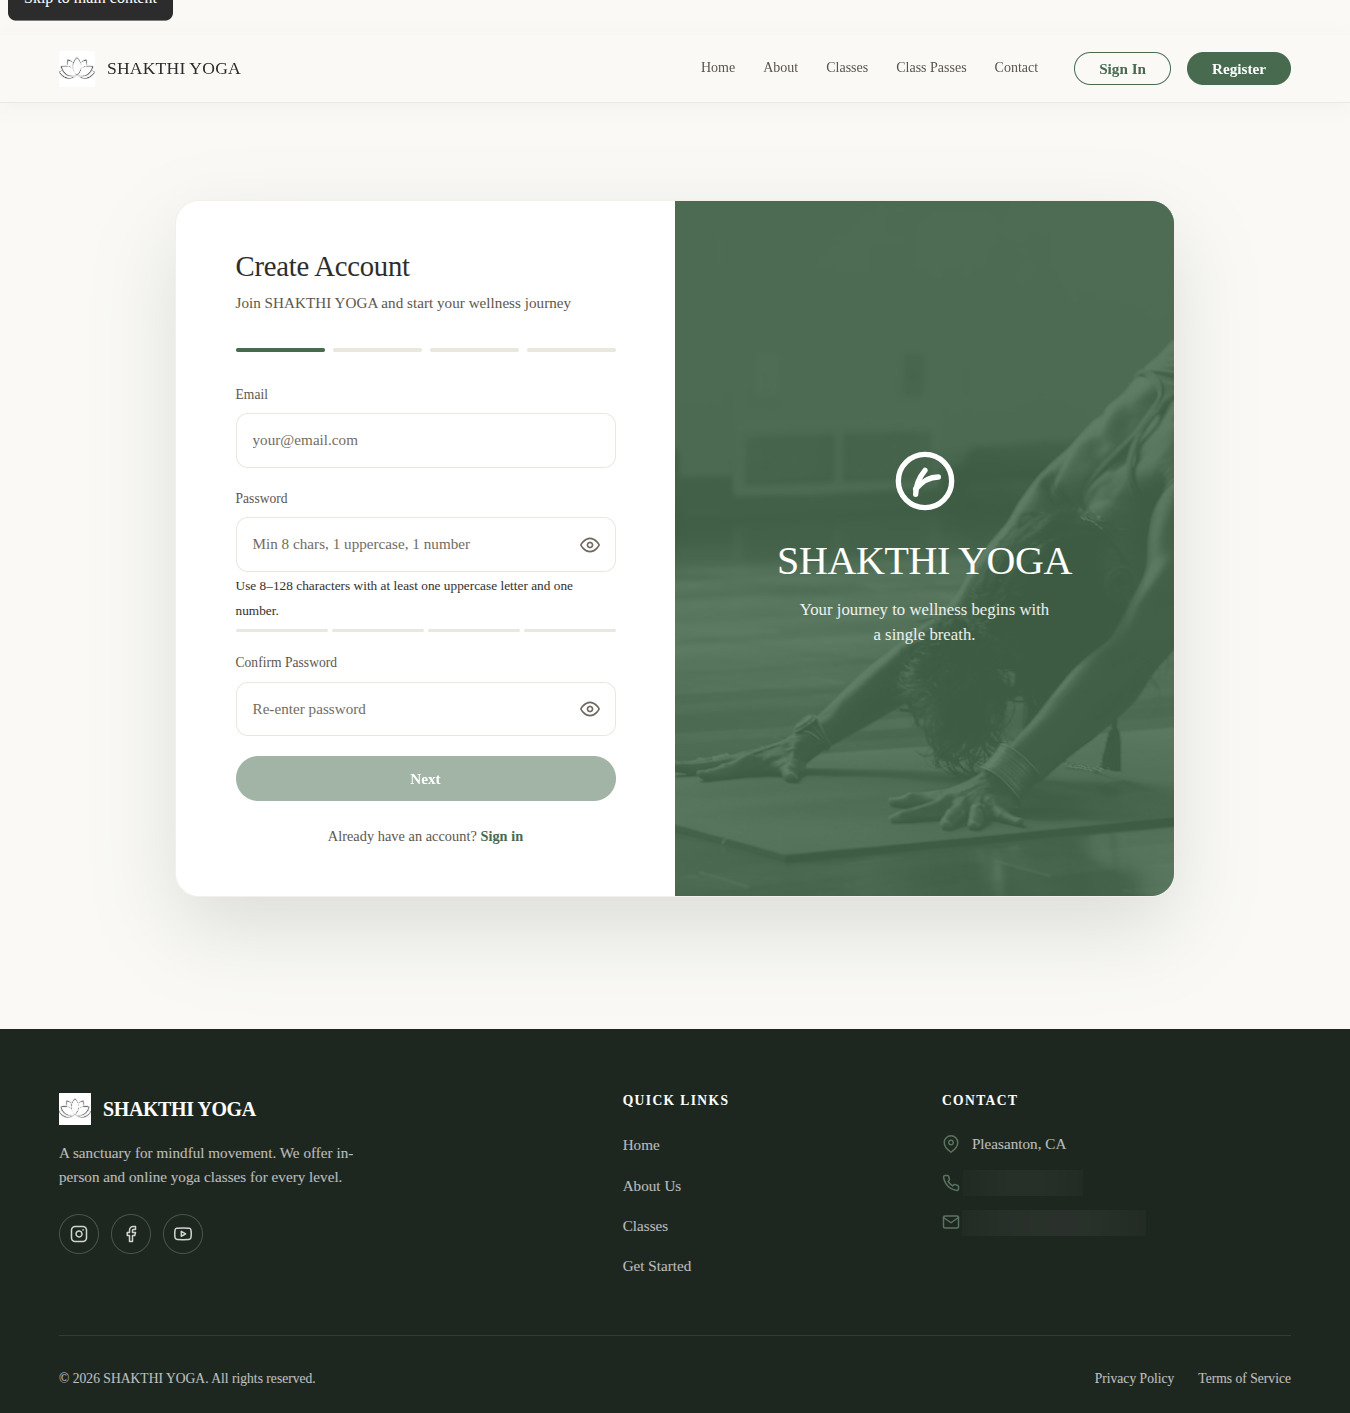 Skip to main content
SHAKTHI YOGA
Home
About
Classes
Class Passes
Contact
Sign In
Register
Create Account
Join SHAKTHI YOGA and start your wellness journey
Email
your@email.com
Password
Min 8 chars, 1 uppercase, 1 number
Use 8–128 characters with at least one uppercase letter and one
number.
Confirm Password
Re-enter password
Next
Already have an account? Sign in
SHAKTHI YOGA
Your journey to wellness begins with
a single breath.
SHAKTHI YOGA
A sanctuary for mindful movement. We offer in-
person and online yoga classes for every level.
QUICK LINKS
Home
About Us
Classes
Get Started
CONTACT
Pleasanton, CA
© 2026 SHAKTHI YOGA. All rights reserved.
Privacy Policy
Terms of Service